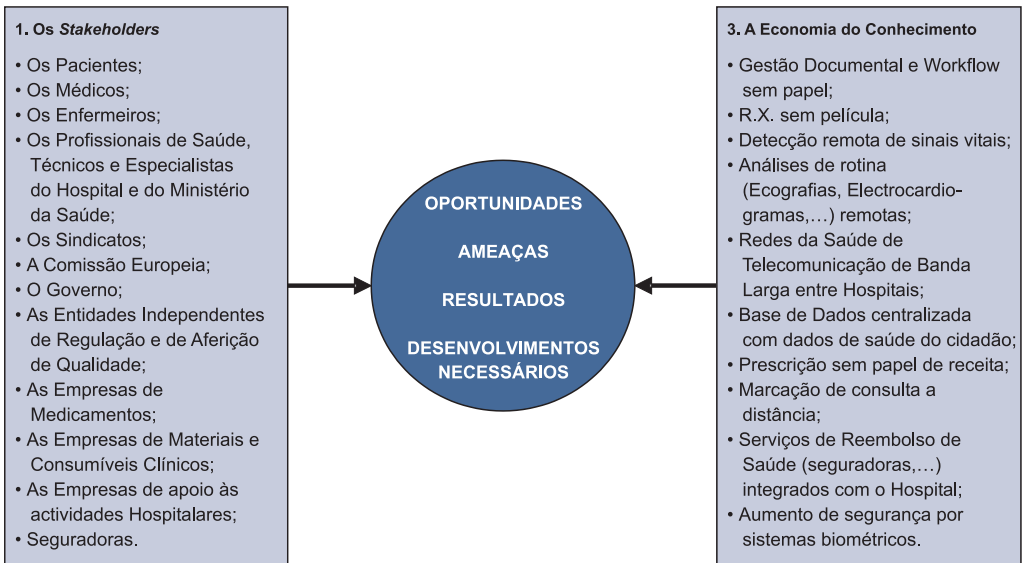 1. Os Stakeholders
• Os Pacientes;
• Os Médicos;
• Os Enfermeiros;
• Os Profissionais de Saúde,
Técnicos e Especialistas
do Hospital e do Ministério
da Saúde;
• Os Sindicatos;
• A Comissão Europeia;
• O Governo;
• As Entidades Independentes
de Regulação e de Aferição
de Qualidade;
• As Empresas de
Medicamentos;
• As Empresas de Materiais e
Consumíveis Clínicos;
• As Empresas de apoio às
actividades Hospitalares;
• Seguradoras.
OPORTUNIDADES
AMEAÇAS
RESULTADOS
DESENVOLVIMENTOS
NECESSÁRIOS
3. A Economia do Conhecimento
• Gestão Documental e Workflow
sem papel;
• R.X. sem película;
• Detecção remota de sinais vitais;
• Análises de rotina
(Ecografias, Electrocardio-
gramas,...) remotas;
• Redes da Saúde de
Telecomunicação de Banda
Larga entre Hospitais;
• Base de Dados centralizada
com dados de saúde do cidadão;
• Prescrição sem papel de receita;
• Marcação de consulta a
distância;
• Serviços de Reembolso de
Saúde (seguradoras,...)
integrados com o Hospital;
• Aumento de segurança por
sistemas biométricos.